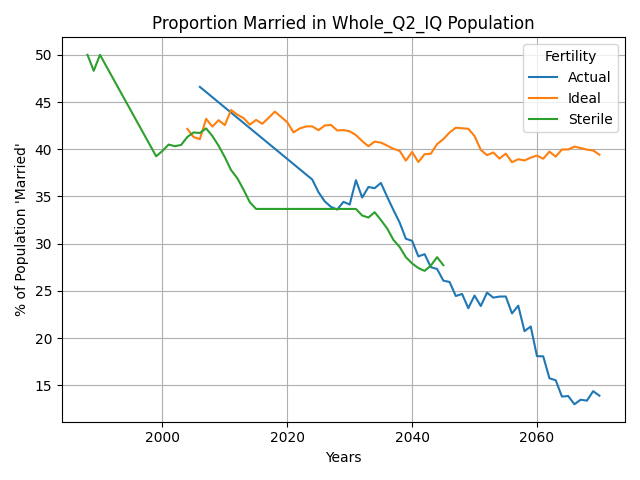 Proportion Married in Whole_Q2_IQ Population
% of Population 'Married'
50
45
40
35
30
25
20
15
Fertility
Actual
Ideal
Sterile
2000
2020
2040
2060
Years